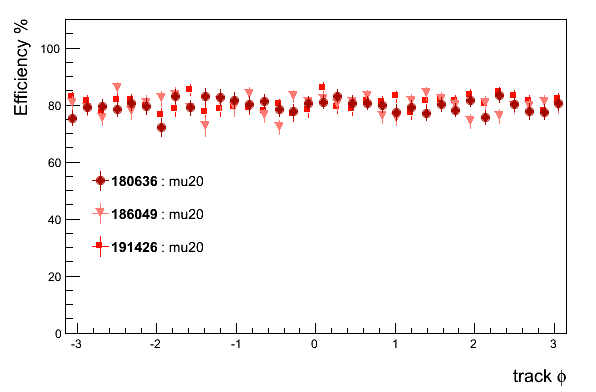 Efficiency %
100
80
60
40
20
0
180636 : mu20
186049 : mu20
191426 : mu20
-3 -2 -1 0 1 2 3
track ϕ